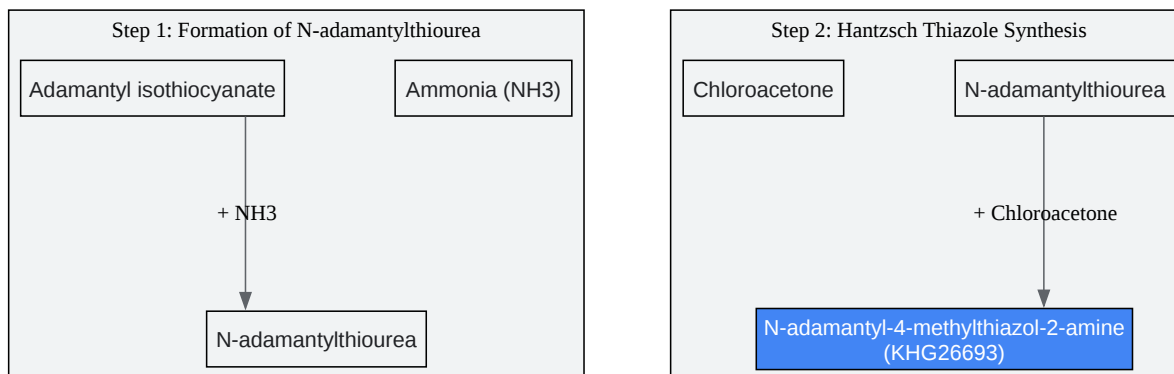 Step 1: Formation of N-adamantylthiourea
Adamantyl isothiocyanate
Ammonia (NH3)
+ NH3
N-adamantylthiourea
Step 2: Hantzsch Thiazole Synthesis
Chloroacetone
N-adamantylthiourea
+ Chloroacetone
N-adamantyl-4-methylthiazol-2-amine
(KHG26693)